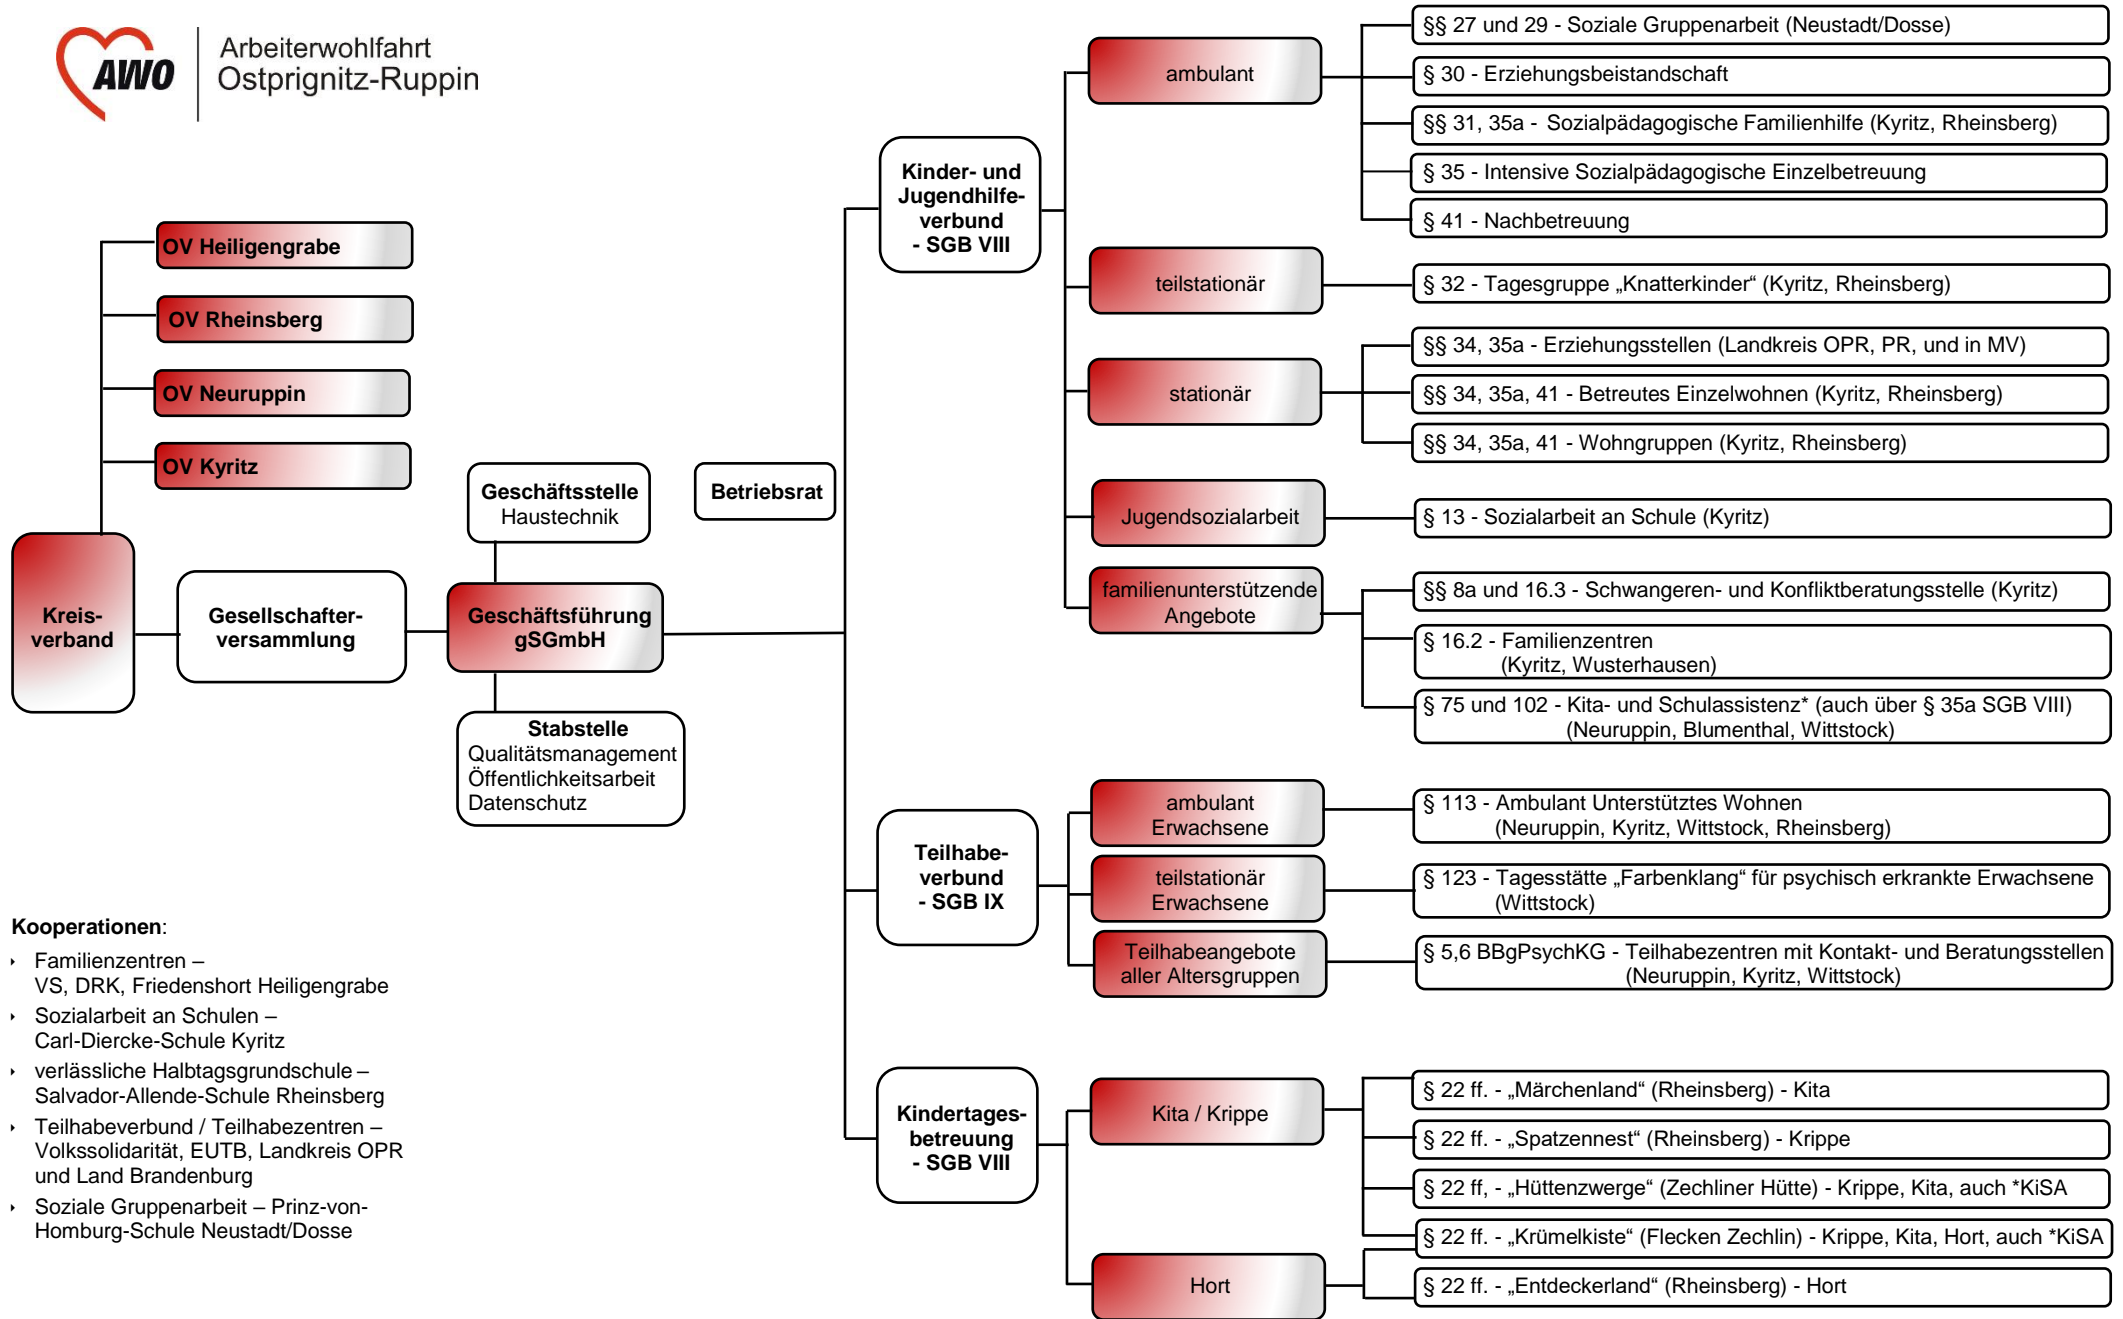 AWO
Arbeiterwohlfahrt
Ostprignitz-Ruppin
OV Heiligengrabe
OV Rheinsberg
OV Neuruppin
OV Kyritz
Kreis-
verband
Gesellschafter-
versammlung
Geschäftsstelle
Haustechnik
Geschäftsführung
gSGmbH
Stabstelle
Qualitätsmanagement
Öffentlichkeitsarbeit
Datenschutz
Betriebsrat
Kinder- und
Jugendhilfe-
verbund
- SGB VIII
ambulant
§§ 27 und 29 - Soziale Gruppenarbeit (Neustadt/Dosse)
§ 30 - Erziehungsbeistandschaft
§§ 31, 35a - Sozialpädagogische Familienhilfe (Kyritz, Rheinsberg)
§ 35 - Intensive Sozialpädagogische Einzelbetreuung
§ 41 - Nachbetreuung
teilstationär
§ 32 - Tagesgruppe „Knatterkinder“ (Kyritz, Rheinsberg)
stationär
§§ 34, 35a - Erziehungsstellen (Landkreis OPR, PR, und in MV)
§§ 34, 35a, 41 - Betreutes Einzelwohnen (Kyritz, Rheinsberg)
§§ 34, 35a, 41 - Wohngruppen (Kyritz, Rheinsberg)
Jugendsozialarbeit
§ 13 - Sozialarbeit an Schule (Kyritz)
familienunterstützende
Angebote
§§ 8a und 16.3 - Schwangeren- und Konfliktberatungsstelle (Kyritz)
§ 16.2 - Familienzentren
(Kyritz, Wusterhausen)
§ 75 und 102 - Kita- und Schulassistenz* (auch über § 35a SGB VIII)
(Neuruppin, Blumenthal, Wittstock)
Teilhabe-
verbund
- SGB IX
ambulant
Erwachsene
§ 113 - Ambulant Unterstütztes Wohnen
(Neuruppin, Kyritz, Wittstock, Rheinsberg)
teilstationär
Erwachsene
§ 123 - Tagesstätte „Farbenklang“ für psychisch erkrankte Erwachsene
(Wittstock)
Teilhabeangebote
aller Altersgruppen
§ 5,6 BBgPsychKG - Teilhabezentren mit Kontakt- und Beratungsstellen
(Neuruppin, Kyritz, Wittstock)
Kindertages-
betreuung
- SGB VIII
Kita / Krippe
§ 22 ff. - „Märchenland“ (Rheinsberg) - Kita
§ 22 ff. - „Spatzennest“ (Rheinsberg) - Krippe
§ 22 ff, - „Hüttenzwerge“ (Zechliner Hütte) - Krippe, Kita, auch *KiSA
§ 22 ff. - „Krümelkiste“ (Flecken Zechlin) - Krippe, Kita, Hort, auch *KiSA
Hort
§ 22 ff. - „Entdeckerland“ (Rheinsberg) - Hort
Kooperationen:
‣ Familienzentren –
VS, DRK, Friedenshort Heiligengrabe
‣ Sozialarbeit an Schulen –
Carl-Diercke-Schule Kyritz
‣ verlässliche Halbtagsgrundschule –
Salvador-Allende-Schule Rheinsberg
‣ Teilhabeverbund / Teilhabezentren –
Volkssolidarität, EUTB, Landkreis OPR
und Land Brandenburg
‣ Soziale Gruppenarbeit – Prinz-von-
Homburg-Schule Neustadt/Dosse